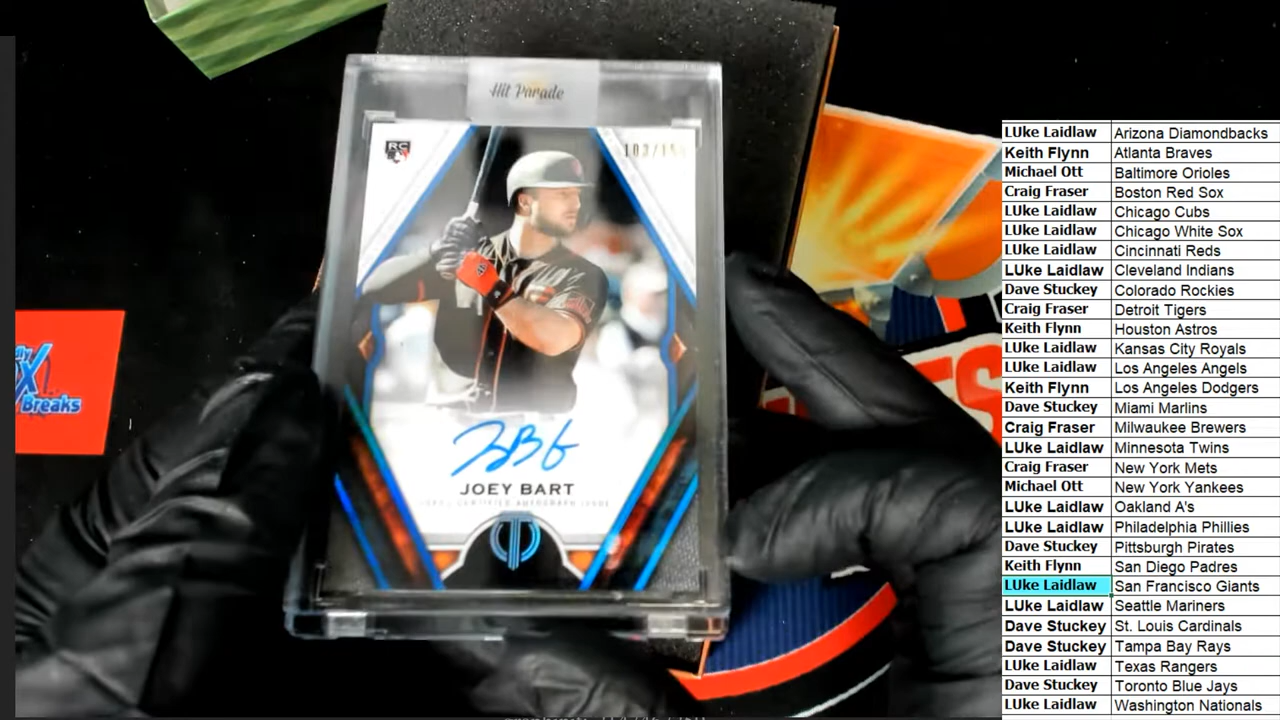 Hit Parade
RC
JOEY BART
CERTIFIED AUTOGRAPH ISSUE
Breaks
LUke Laidlaw Arizona Diamondbacks
Keith Flynn Atlanta Braves
Michael Ott Baltimore Orioles
Craig Fraser Boston Red Sox
LUke Laidlaw Chicago Cubs
LUke Laidlaw Chicago White Sox
LUke Laidlaw Cincinnati Reds
LUke Laidlaw Cleveland Indians
Dave Stuckey Colorado Rockies
Craig Fraser Detroit Tigers
Keith Flynn Houston Astros
LUke Laidlaw Kansas City Royals
LUke Laidlaw Los Angeles Angels
Keith Flynn Los Angeles Dodgers
Dave Stuckey Miami Marlins
Craig Fraser Milwaukee Brewers
LUke Laidlaw Minnesota Twins
Craig Fraser New York Mets
Michael Ott New York Yankees
LUke Laidlaw Oakland A's
LUke Laidlaw Philadelphia Phillies
Dave Stuckey Pittsburgh Pirates
Keith Flynn San Diego Padres
LUke Laidlaw San Francisco Giants
LUke Laidlaw Seattle Mariners
Dave Stuckey St. Louis Cardinals
Dave Stuckey Tampa Bay Rays
LUke Laidlaw Texas Rangers
Dave Stuckey Toronto Blue Jays
LUke Laidlaw Washington Nationals